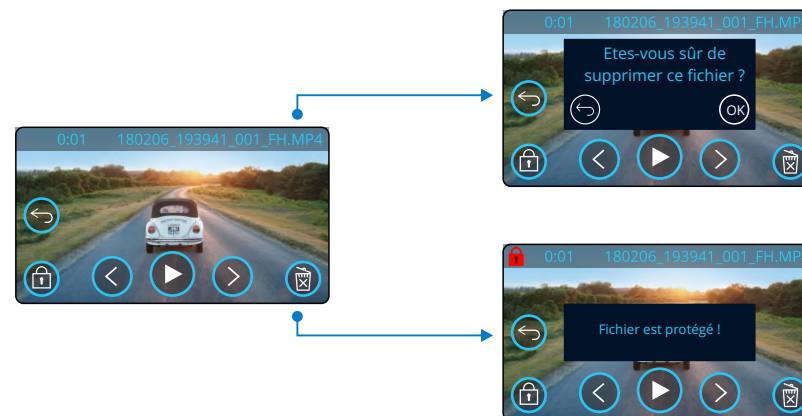 0:01 180206_193941_001_FH.MP4
0:01 180206_193941_001_FH.MP
Etes-vous sûr de
supprimer ce fichier ?
OK
0:01 180206_193941_001_FH.MP
Fichier est protégé !